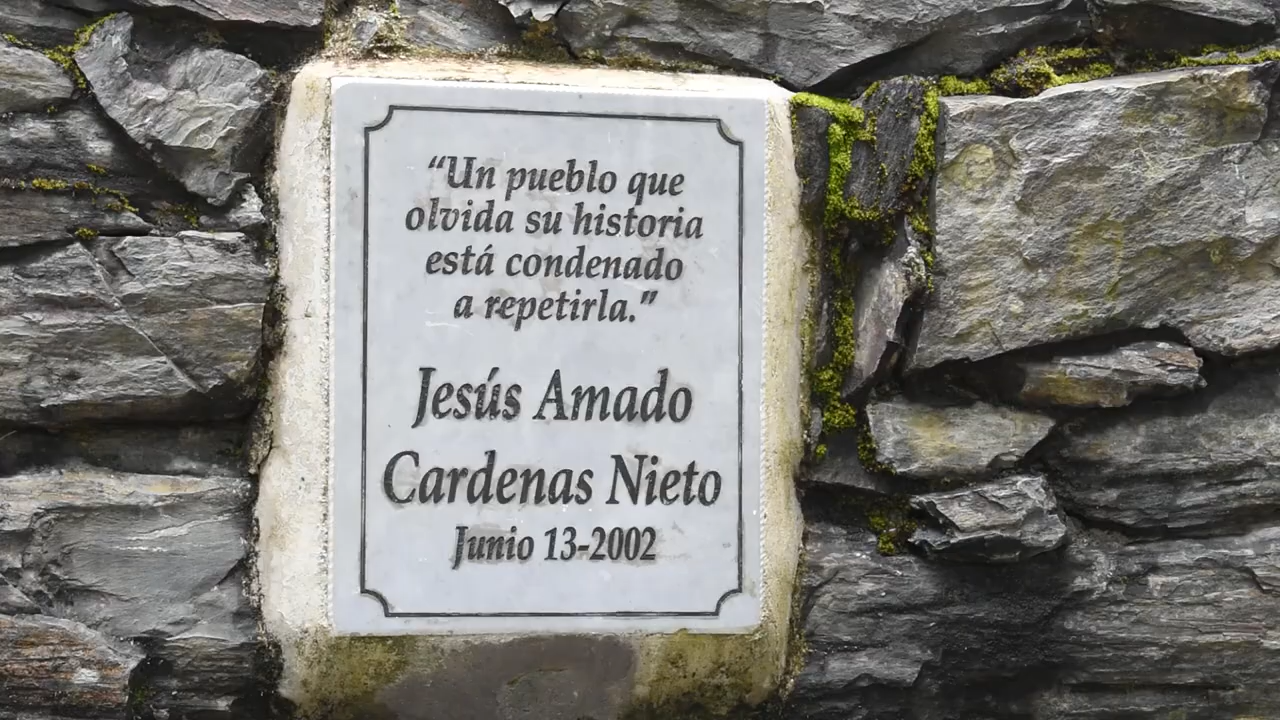 “Un pueblo que
olvida su historia
está condenado
a repetirla.”
Jesús Amado
Cardenas Nieto
Junio 13-2002